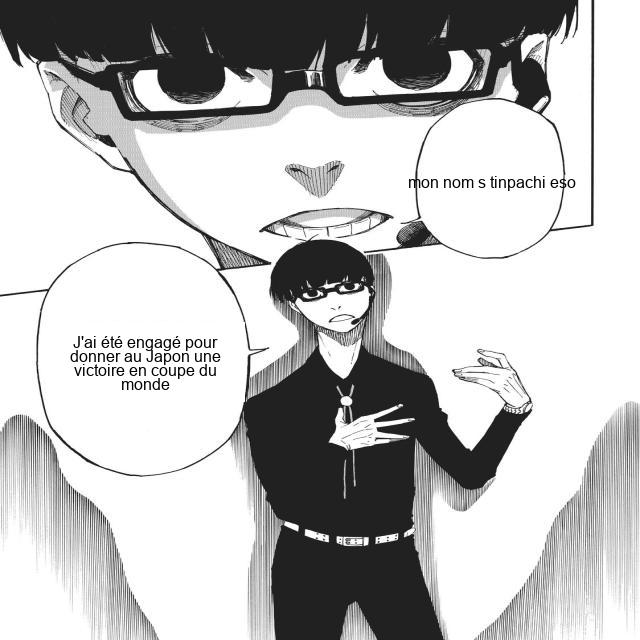 mon nom s tinpachi eso
J'ai été engagé pour
donner au Japon une
victoire en coupe du
monde